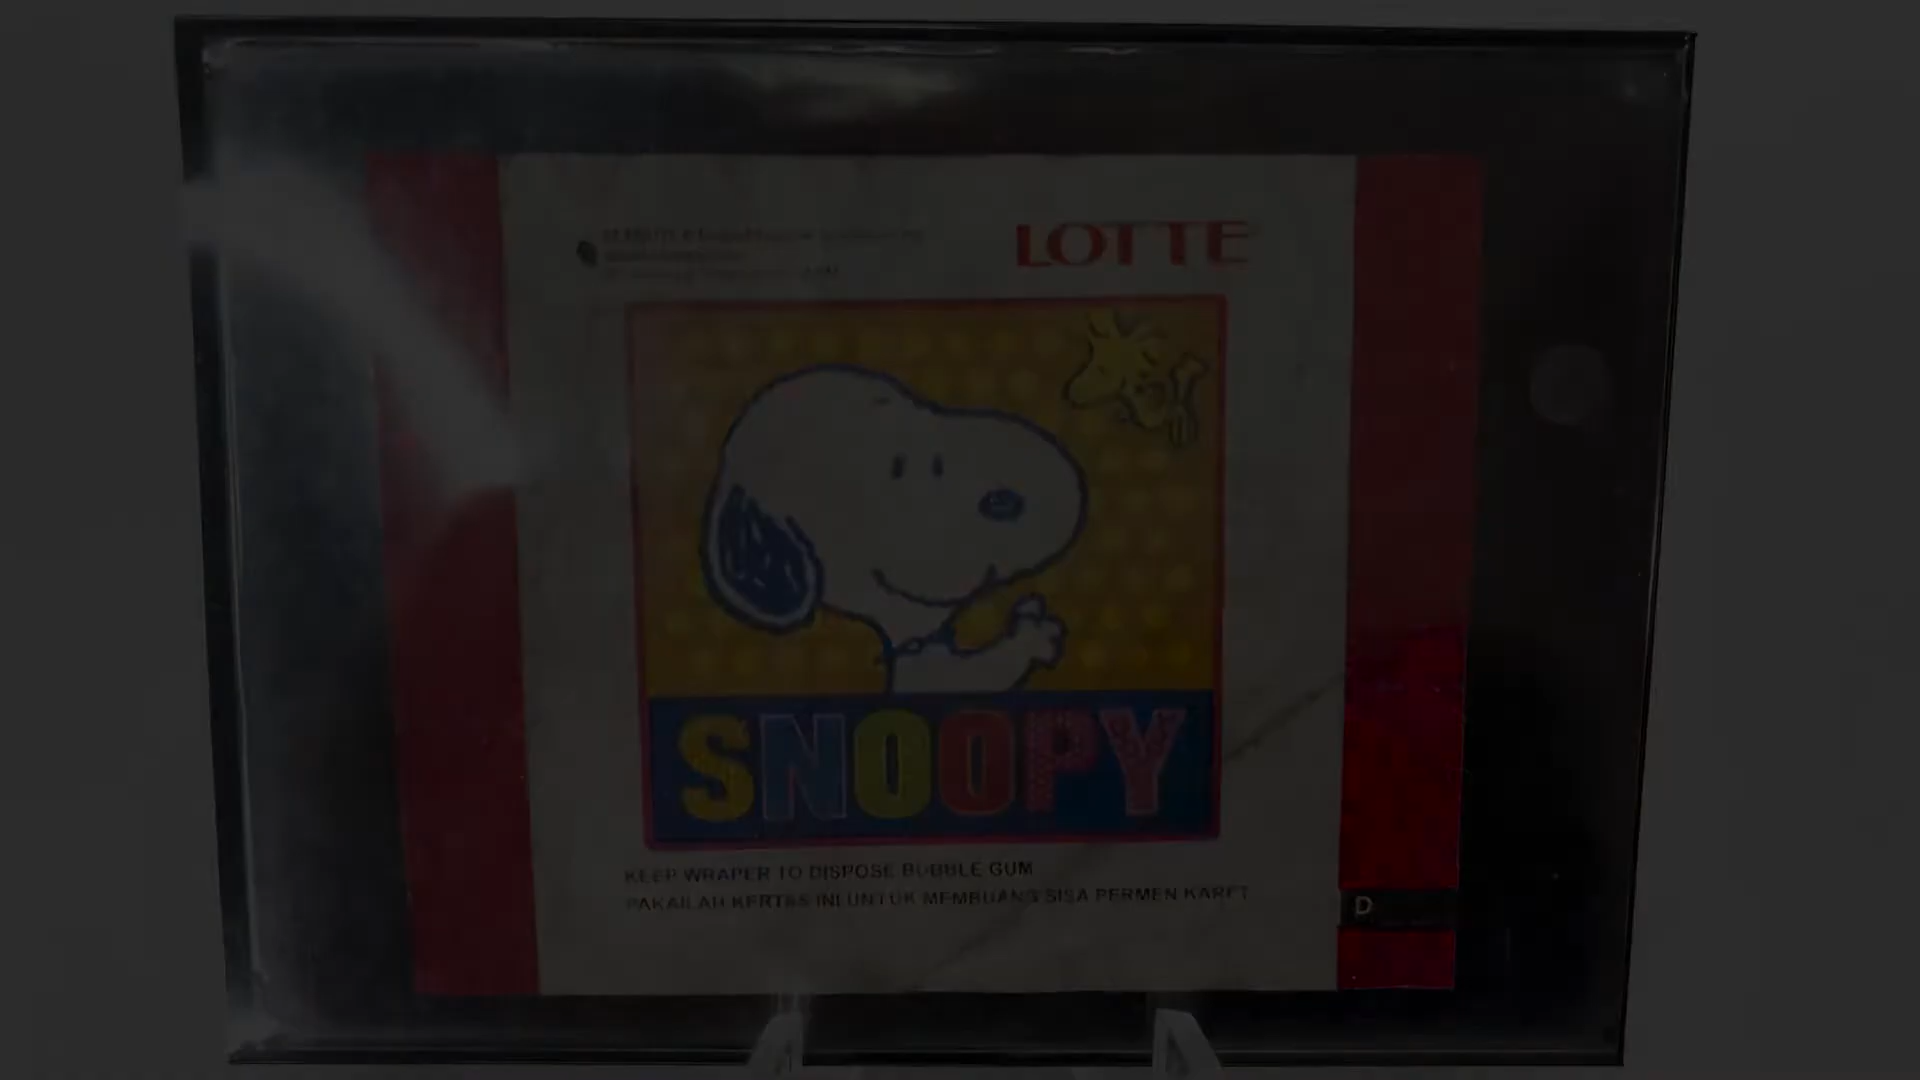 LOTTE
SNOOPY
KEEP WRAPER TO DISPOSE BUBBLE GUM
PAKAILAH KERTAS INI UNTUK MEMBUANG SISA PERMEN KARET
D